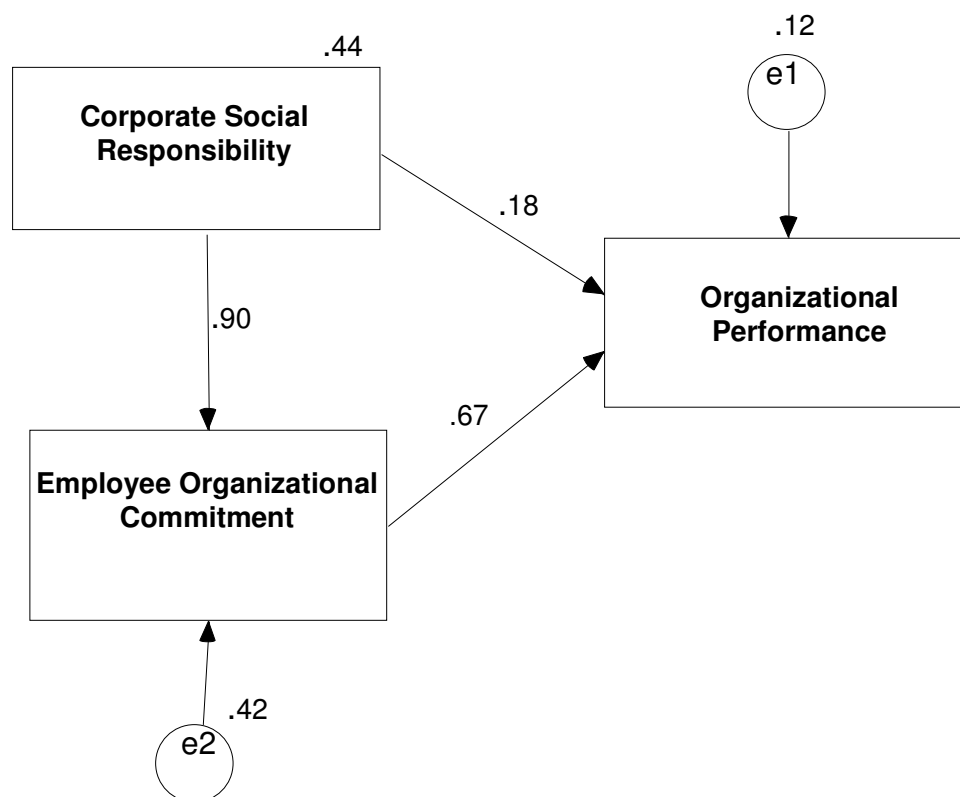 .44
Corporate Social
Responsibility
.12
e1
.18
Organizational
Performance
.90
.67
Employee Organizational
Commitment
.42
e2